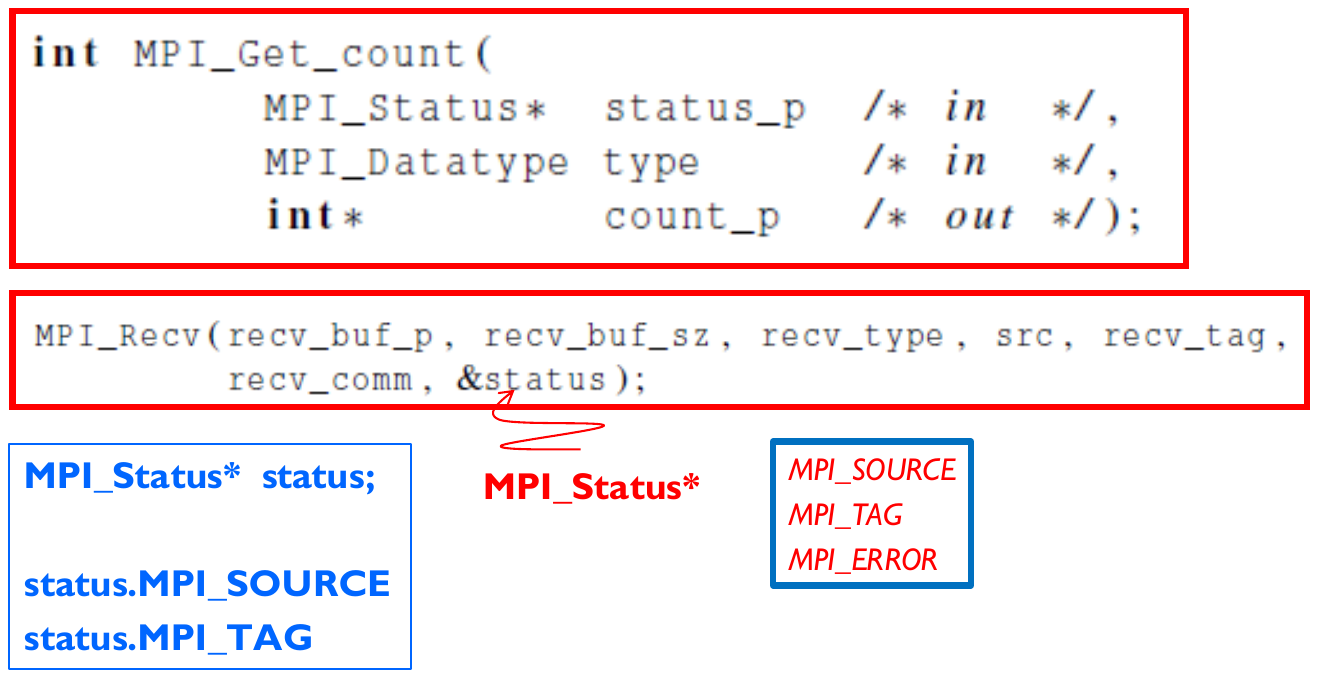 int MPI_Get_count(
MPI_Status* status_p /* in */,
MPI_Datatype type /* in */,
int* count_p /* out */);
MPI_Recv(recv_buf_p, recv_buf_sz, recv_type, src, recv_tag,
recv_comm, &status);
MPI_Status* status;
status.MPI_SOURCE
status.MPI_TAG
MPI_Status*
MPI_SOURCE
MPI_TAG
MPI_ERROR